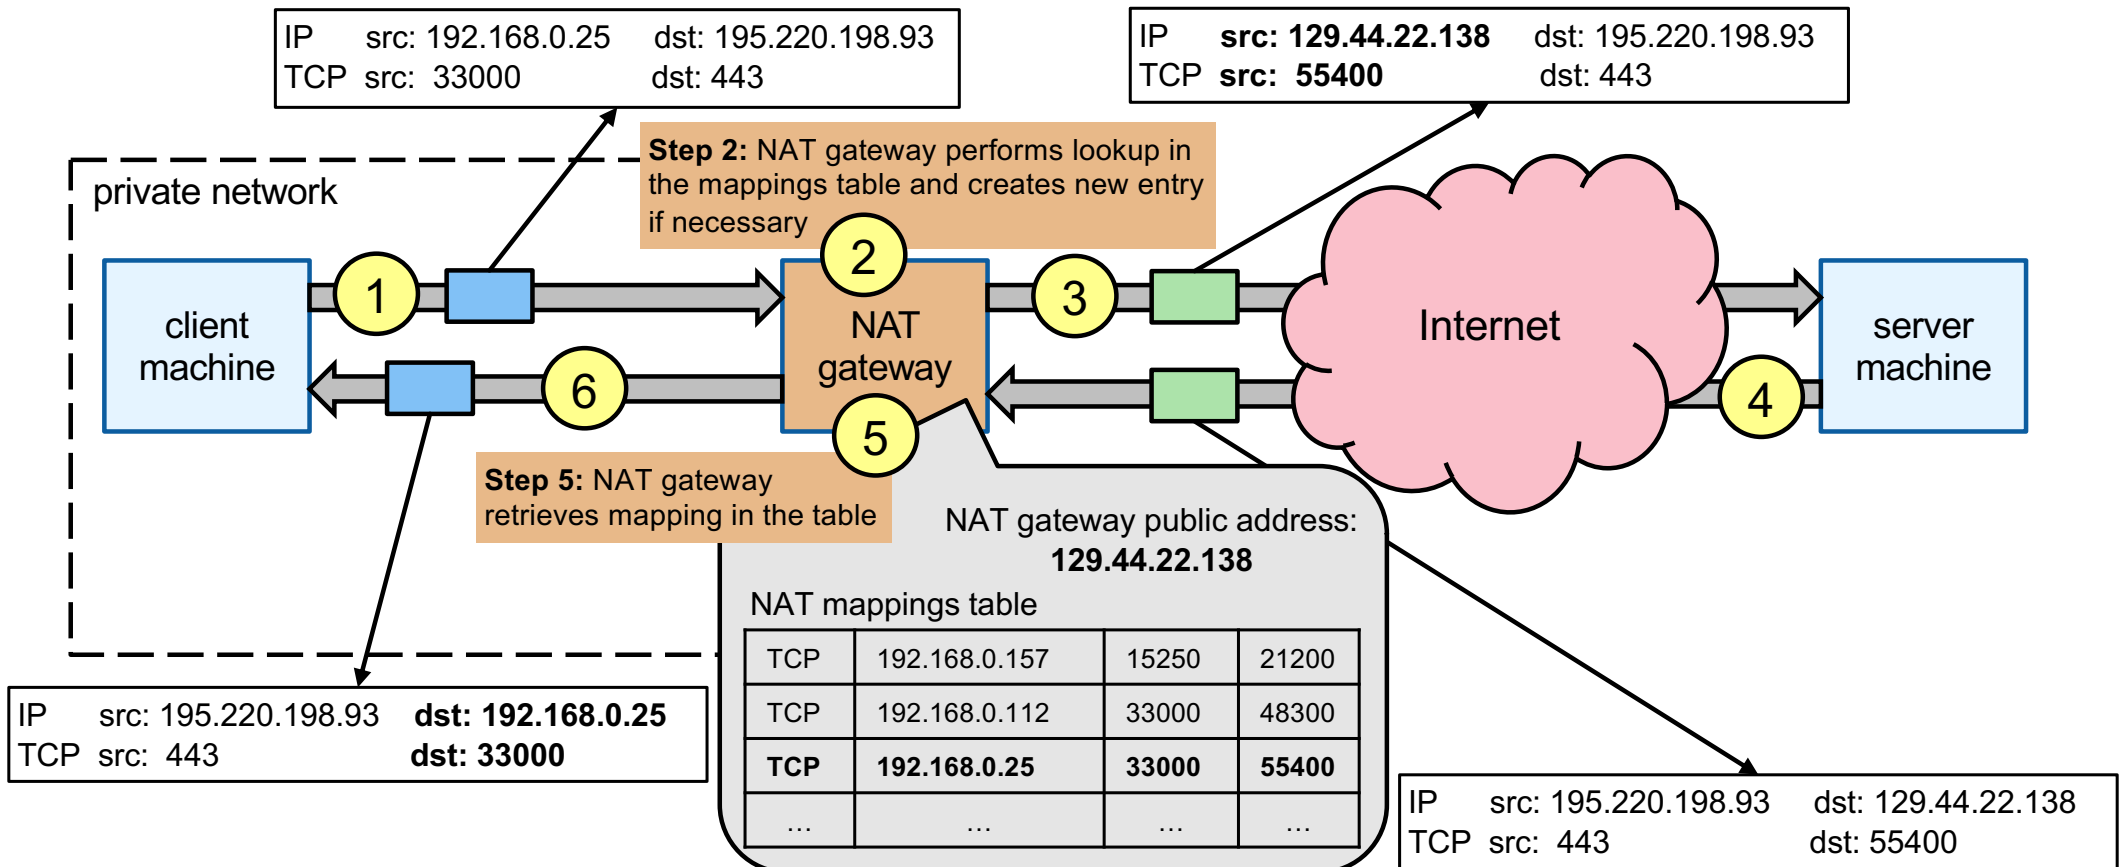 IP src: 192.168.0.25 dst: 195.220.198.93
TCP src: 33000 dst: 443
IP src: 129.44.22.138 dst: 195.220.198.93
TCP src: 55400 dst: 443
Step 2: NAT gateway performs lookup in
the mappings table and creates new entry
if necessary
private network
1
2
3
client
machine
NAT
gateway
Internet
server
machine
6
5
4
Step 5: NAT gateway
retrieves mapping in the table
NAT gateway public address:
129.44.22.138
NAT mappings table
TCP 192.168.0.157 15250 21200
TCP 192.168.0.112 33000 48300
TCP 192.168.0.25 33000 55400
... ... ... ...
IP src: 195.220.198.93 dst: 192.168.0.25
TCP src: 443 dst: 33000
IP src: 195.220.198.93 dst: 129.44.22.138
TCP src: 443 dst: 55400